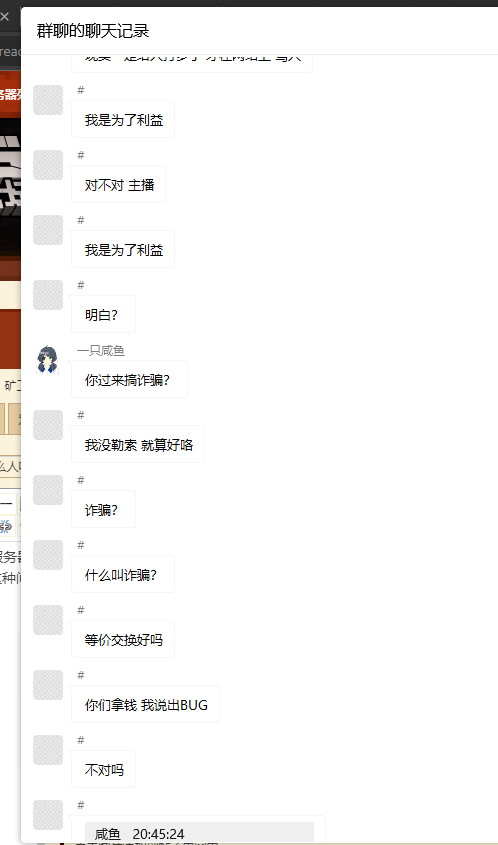 群聊的聊天记录
#
我是为了利益
#
对不对 主播
#
我是为了利益
#
明白?
一只咸鱼
你过来搞诈骗?
#
我没勒索 就算好咯
#
诈骗?
#
什么叫诈骗?
#
等价交换好吗
#
你们拿钱 我说出BUG
#
不对吗
#
咸鱼 20:45:24